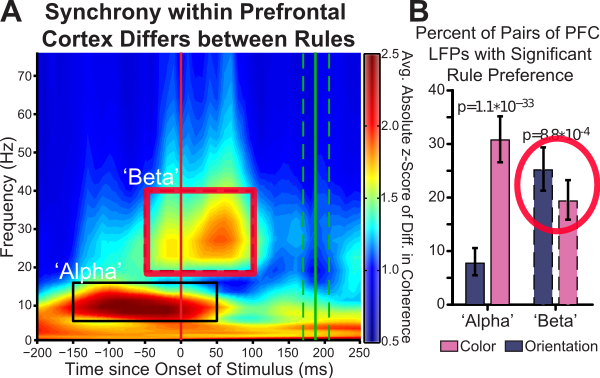 A
Synchrony within Prefrontal
Cortex Differs between Rules
Frequency (Hz)
70
60
50
40
30
20
10
0
'Beta'
'Alpha'
-200 -150 -100 -50 0 50 100 150 200 250
Time since Onset of Stimulus (ms)
2.5
2.0
1.5
1.0
0.5
Avg. Absolute z-Score of Diff. in Coherence
B
Percent of Pairs of PFC
LFPs with Significant
Rule Preference
40
30
20
10
0
p=1.1*10⁻³³
p=8.8*10⁻⁴
'Alpha' 'Beta'
Color Orientation